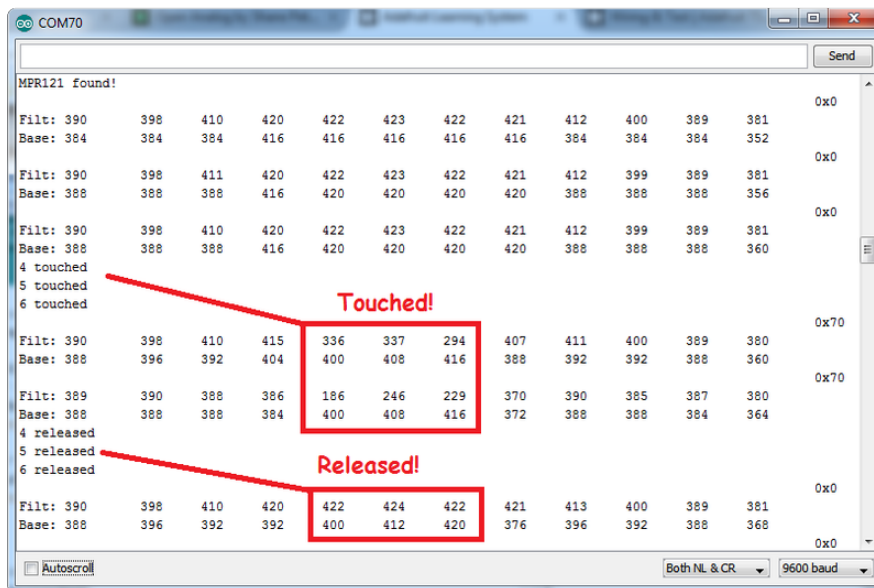 COM70
Send
MPR121 found!
0x0
Filt: 390 398 410 420 422 423 422 421 412 400 389 381
Base: 384 384 384 416 416 416 416 416 384 384 384 352
0x0
Filt: 390 398 411 420 422 423 422 421 412 399 389 381
Base: 388 388 388 416 420 420 420 420 388 388 388 356
0x0
Filt: 390 398 410 420 422 423 422 421 412 399 389 381
Base: 388 388 388 416 420 420 420 420 388 388 388 360
4 touched
5 touched
6 touched
Touched!
0x70
Filt: 390 398 410 415 336 337 294 407 411 400 389 380
Base: 388 396 392 404 400 408 416 388 392 392 388 360
0x70
Filt: 389 390 388 386 186 246 229 370 390 385 387 380
Base: 388 388 388 384 400 408 416 372 388 388 384 364
4 released
5 released
6 released
Released!
0x0
Filt: 390 398 410 420 422 424 422 421 413 400 389 381
Base: 388 396 392 392 400 412 420 376 396 392 388 368
0x0
Autoscroll Both NL & CR 9600 baud